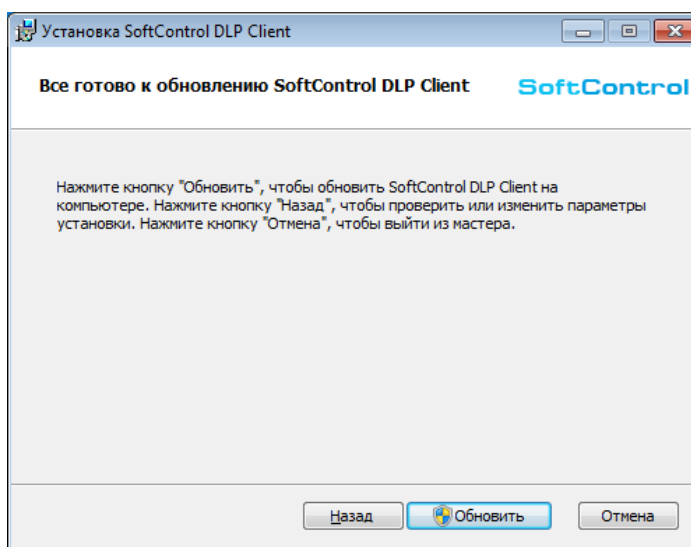 Установка SoftControl DLP Client
Все готово к обновлению SoftControl DLP Client
SoftControl
Нажмите кнопку "Обновить", чтобы обновить SoftControl DLP Client на
компьютере. Нажмите кнопку "Назад", чтобы проверить или изменить параметры
установки. Нажмите кнопку "Отмена", чтобы выйти из мастера.
Назад
Обновить
Отмена